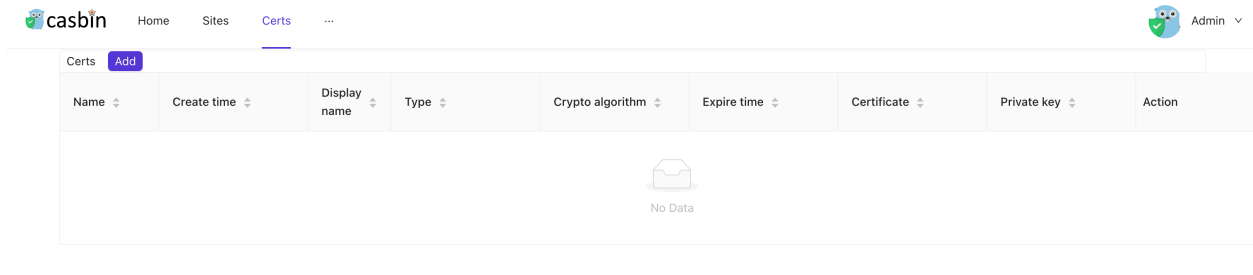 casbin Home Sites Certs ··· Admin
Certs Add
Name Create time Display name Type Crypto algorithm Expire time Certificate Private key Action
No Data